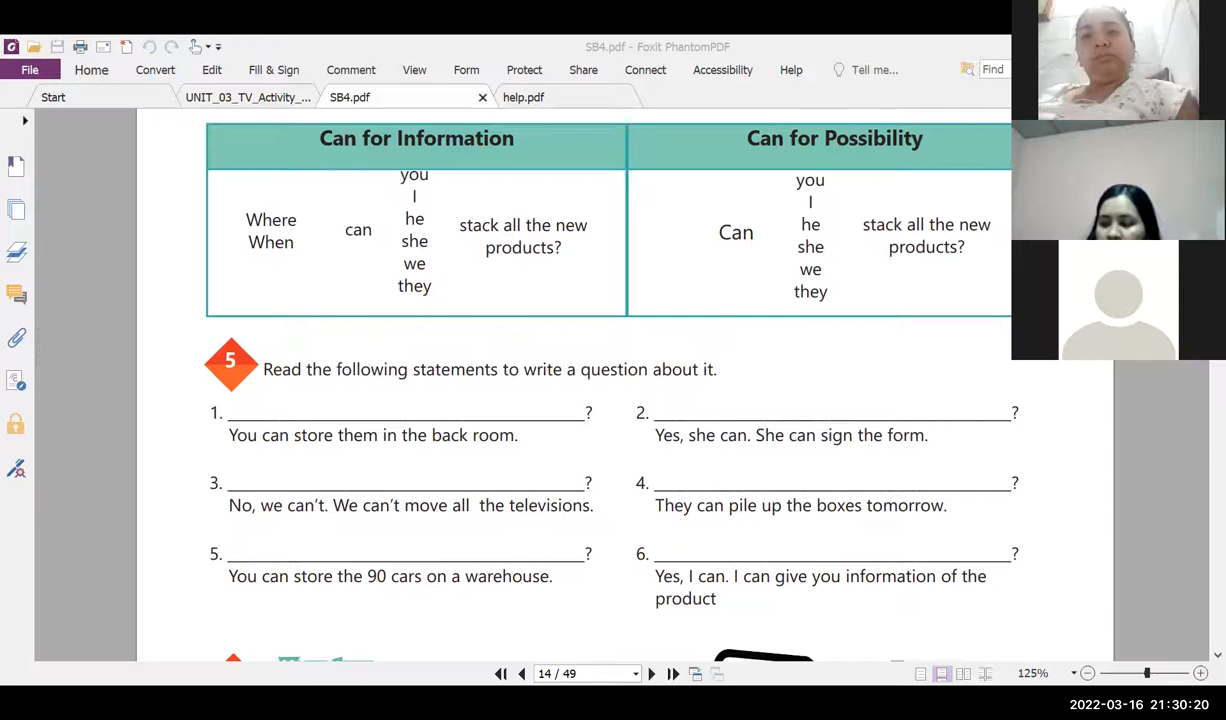 SB4.pdf - Foxit PhantomPDF
File Home Convert Edit Fill & Sign Comment View Form Protect Share Connect Accessibility Help Tell me... Find
Start UNIT_03_TV_Activity_... SB4.pdf help.pdf
Can for Information Can for Possibility
you
I
he
she
we
they
Where
When
can
stack all the new
products?
Can
you
I
he
she
we
they
stack all the new
products?
5 Read the following statements to write a question about it.
1. ________________________________________?
You can store them in the back room.
2. ________________________________________?
Yes, she can. She can sign the form.
3. ________________________________________?
No, we can't. We can't move all the televisions.
4. ________________________________________?
They can pile up the boxes tomorrow.
5. ________________________________________?
You can store the 90 cars on a warehouse.
6. ________________________________________?
Yes, I can. I can give you information of the
product
14 / 49
125%
2022-03-16 21:30:20